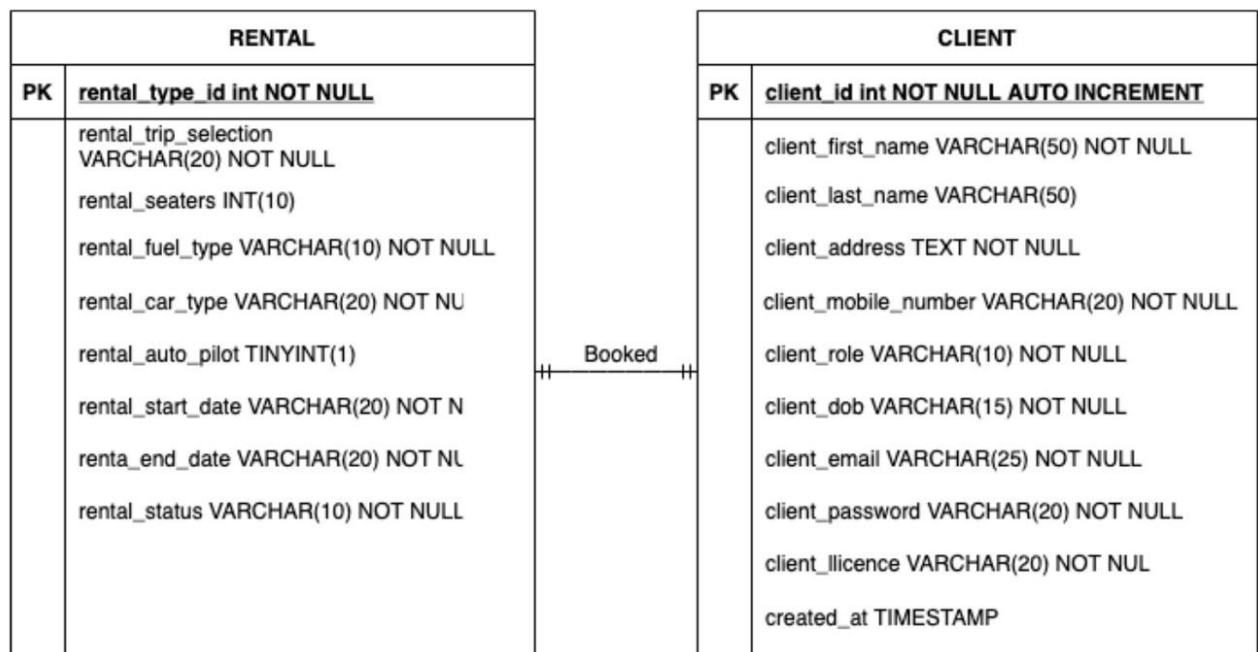 RENTAL
PK rental_type_id int NOT NULL
rental_trip_selection
VARCHAR(20) NOT NULL
rental_seaters INT(10)
rental_fuel_type VARCHAR(10) NOT NULL
rental_car_type VARCHAR(20) NOT NU
rental_auto_pilot TINYINT(1)
rental_start_date VARCHAR(20) NOT N
renta_end_date VARCHAR(20) NOT NU
rental_status VARCHAR(10) NOT NULL
Booked
CLIENT
PK client_id int NOT NULL AUTO INCREMENT
client_first_name VARCHAR(50) NOT NULL
client_last_name VARCHAR(50)
client_address TEXT NOT NULL
client_mobile_number VARCHAR(20) NOT NULL
client_role VARCHAR(10) NOT NULL
client_dob VARCHAR(15) NOT NULL
client_email VARCHAR(25) NOT NULL
client_password VARCHAR(20) NOT NULL
client_llicence VARCHAR(20) NOT NUL
created_at TIMESTAMP